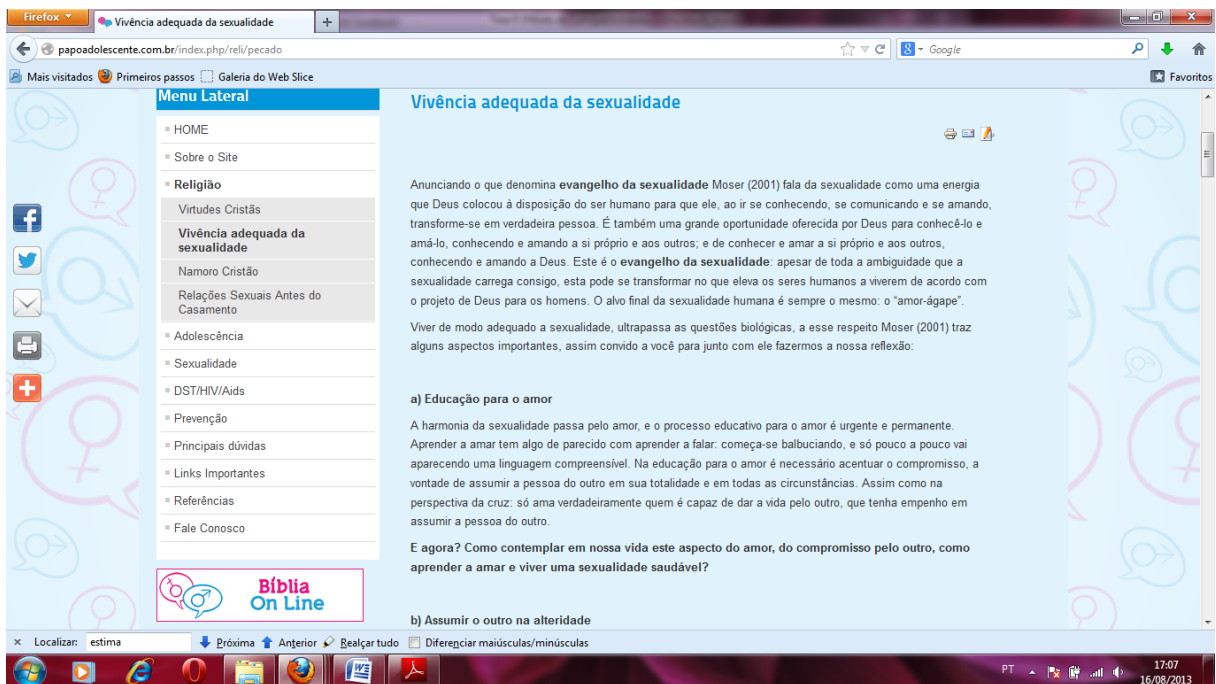 Firefox
Vivência adequada da sexualidade
papoadolescente.com.br/index.php/reli/pecado
Google
Mais visitados
Primeiros passos
Galeria do Web Slice
Favoritos
Menu Lateral
HOME
Sobre o Site
Religião
Virtudes Cristãs
Vivência adequada da
sexualidade
Namoro Cristão
Relações Sexuais Antes do
Casamento
Adolescência
Sexualidade
DST/HIV/Aids
Prevenção
Principais dúvidas
Links Importantes
Referências
Fale Conosco
Bíblia
On Line
Vivência adequada da sexualidade
Anunciando o que denomina evangelho da sexualidade Moser (2001) fala da sexualidade como uma energia
que Deus colocou à disposição do ser humano para que ele, ao ir se conhecendo, se comunicando e se amando,
transforme-se em verdadeira pessoa. É também uma grande oportunidade oferecida por Deus para conhecê-lo e
amá-lo, conhecendo e amando a si próprio e aos outros; e de conhecer e amar a si próprio e aos outros,
conhecendo e amando a Deus. Este é o evangelho da sexualidade: apesar de toda a ambiguidade que a
sexualidade carrega consigo, esta pode se transformar no que eleva os seres humanos a viverem de acordo com
o projeto de Deus para os homens. O alvo final da sexualidade humana é sempre o mesmo: o “amor-ágape”.
Viver de modo adequado a sexualidade, ultrapassa as questões biológicas, a esse respeito Moser (2001) traz
alguns aspectos importantes, assim convido a você para junto com ele fazermos a nossa reflexão:
a) Educação para o amor
A harmonia da sexualidade passa pelo amor, e o processo educativo para o amor é urgente e permanente.
Aprender a amar tem algo de parecido com aprender a falar: começa-se balbuciando, e só pouco a pouco vai
aparecendo uma linguagem compreensível. Na educação para o amor é necessário acentuar o compromisso, a
vontade de assumir a pessoa do outro em sua totalidade e em todas as circunstâncias. Assim como na
perspectiva da cruz: só ama verdadeiramente quem é capaz de dar a vida pelo outro, que tenha empenho em
assumir a pessoa do outro.
E agora? Como contemplar em nossa vida este aspecto do amor, do compromisso pelo outro, como
aprender a amar e viver uma sexualidade saudável?
b) Assumir o outro na alteridade
Localizar: estima
Próxima
Anterior
Realçar tudo
Diferenciar maiúsculas/minúsculas
PT
17:07
16/08/2013